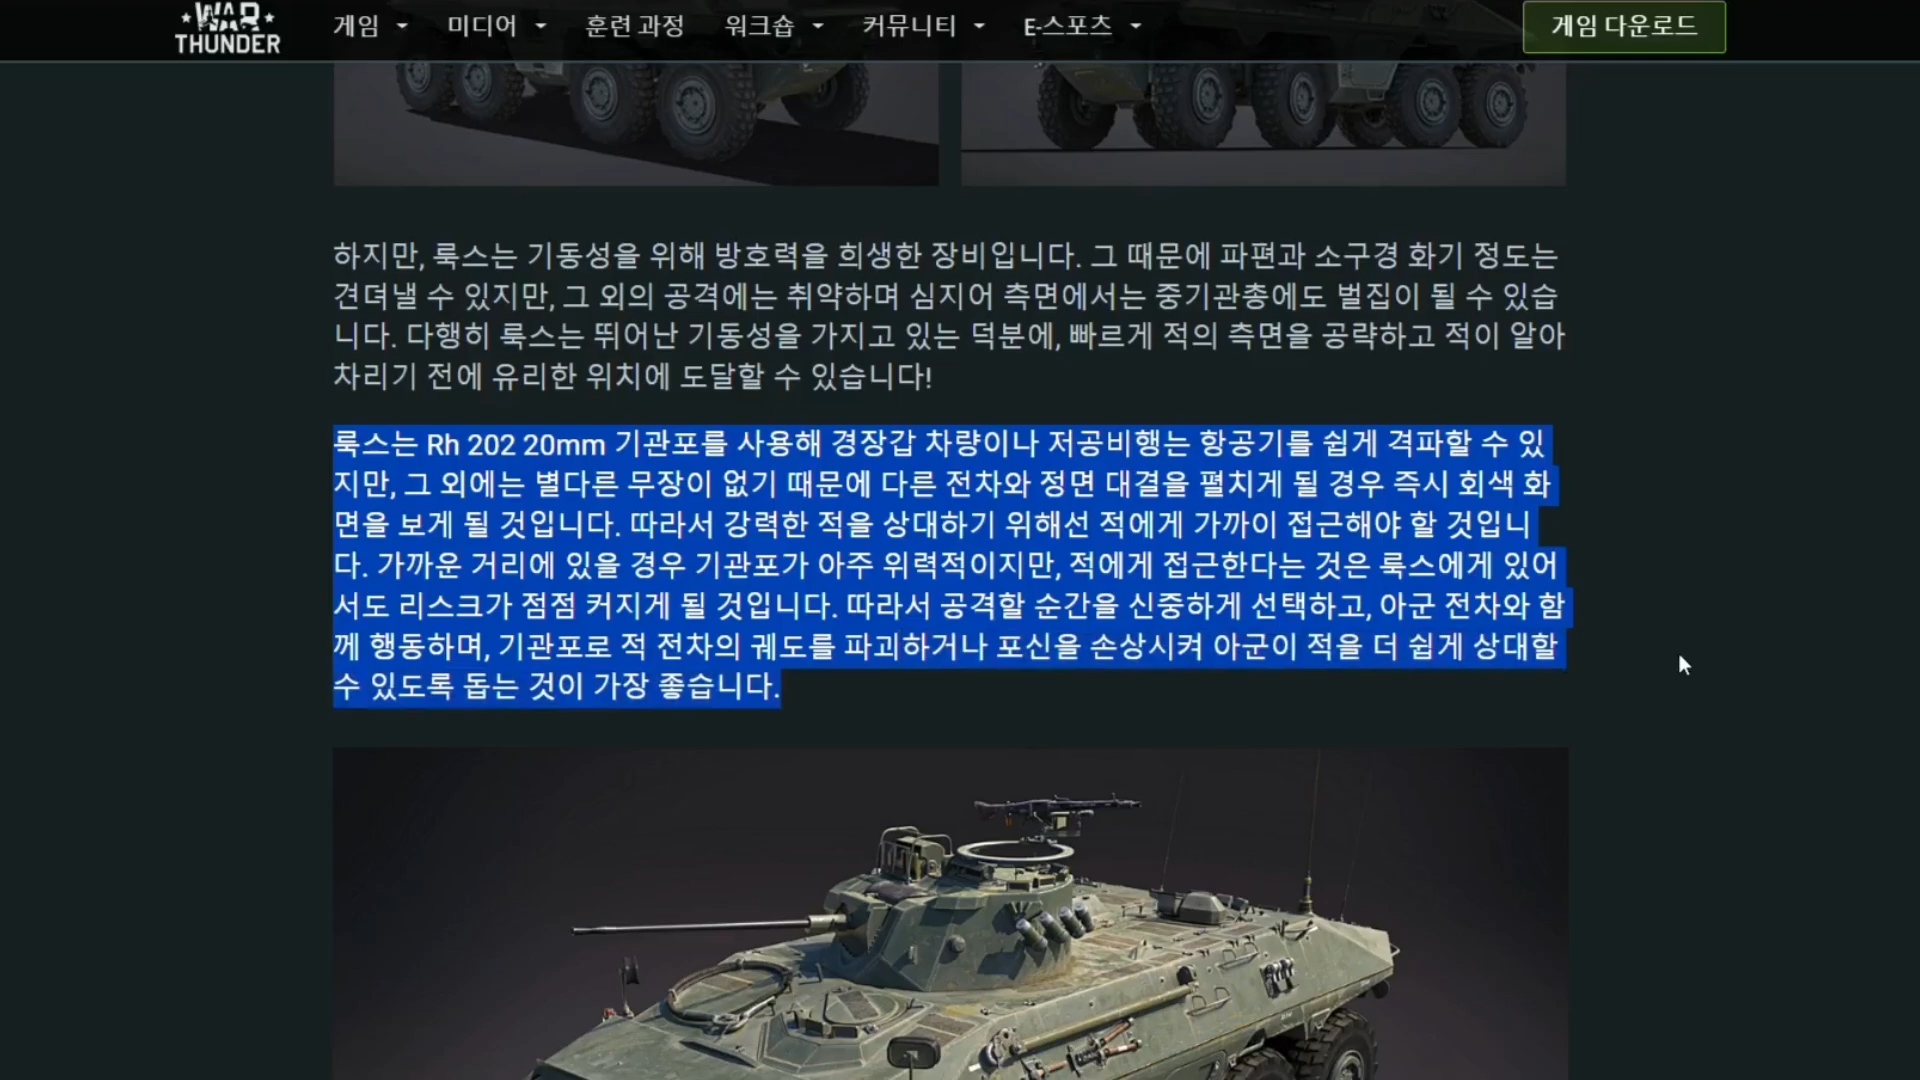 WAR
THUNDER
게임
미디어
훈련 과정
워크숍
커뮤니티
E-스포츠
게임 다운로드
하지만, 룩스는 기동성을 위해 방호력을 희생한 장비입니다. 그 때문에 파편과 소구경 화기 정도는
견뎌낼 수 있지만, 그 외의 공격에는 취약하며 심지어 측면에서는 중기관총에도 벌집이 될 수 있습
니다. 다행히 룩스는 뛰어난 기동성을 가지고 있는 덕분에, 빠르게 적의 측면을 공략하고 적이 알아
차리기 전에 유리한 위치에 도달할 수 있습니다!
룩스는 Rh 202 20mm 기관포를 사용해 경장갑 차량이나 저공비행는 항공기를 쉽게 격파할 수 있
지만, 그 외에는 별다른 무장이 없기 때문에 다른 전차와 정면 대결을 펼치게 될 경우 즉시 회색 화
면을 보게 될 것입니다. 따라서 강력한 적을 상대하기 위해선 적에게 가까이 접근해야 할 것입니
다. 가까운 거리에 있을 경우 기관포가 아주 위력적이지만, 적에게 접근한다는 것은 룩스에게 있어
서도 리스크가 점점 커지게 될 것입니다. 따라서 공격할 순간을 신중하게 선택하고, 아군 전차와 함
께 행동하며, 기관포로 적 전차의 궤도를 파괴하거나 포신을 손상시켜 아군이 적을 더 쉽게 상대할
수 있도록 돕는 것이 가장 좋습니다.